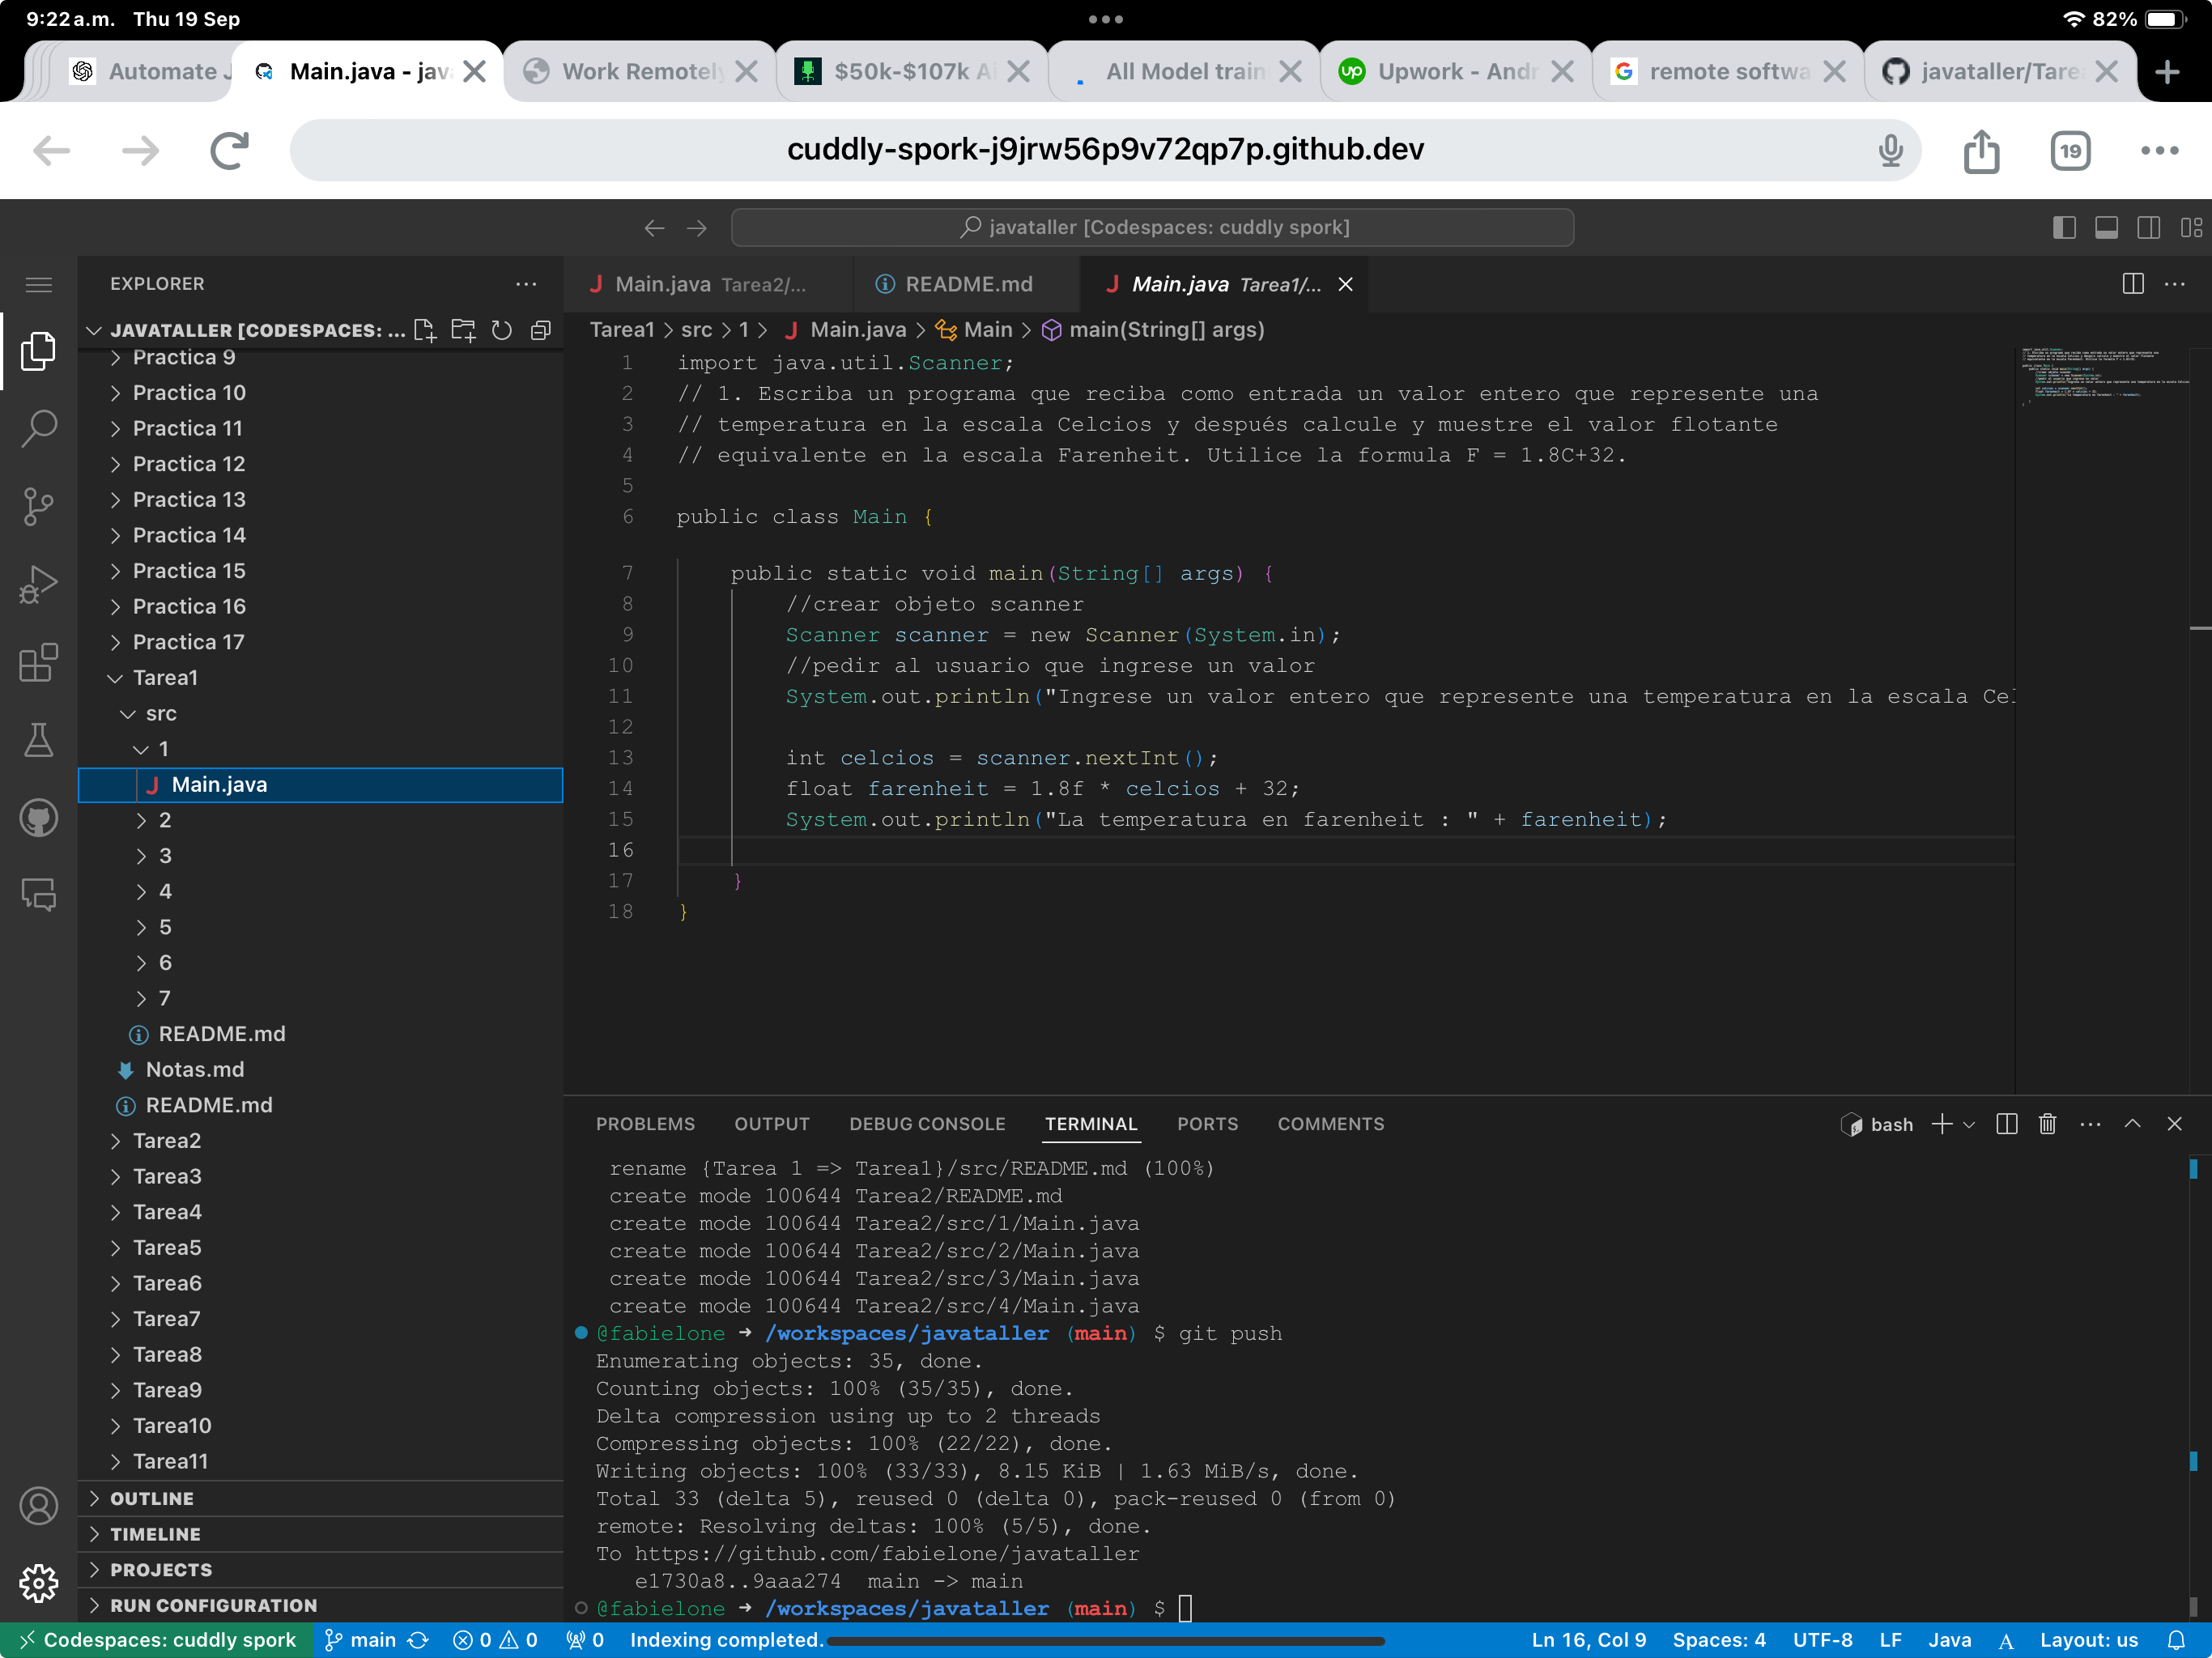 9:22 a.m. Thu 19 Sep
82%
Automate J
Main.java - jav
Work Remotely
$50k-$107k Ai
All Model train
Upwork - Andr
remote softwa
javataller/Tare
cuddly-spork-j9jrw56p9v72qp7p.github.dev
19
javataller [Codespaces: cuddly spork]
EXPLORER
JAVATALLER [CODESPACES: ...
Practica 9
Practica 10
Practica 11
Practica 12
Practica 13
Practica 14
Practica 15
Practica 16
Practica 17
Tarea1
src
1
Main.java
2
3
4
5
6
7
README.md
Notas.md
README.md
Tarea2
Tarea3
Tarea4
Tarea5
Tarea6
Tarea7
Tarea8
Tarea9
Tarea10
Tarea11
OUTLINE
TIMELINE
PROJECTS
RUN CONFIGURATION
Main.java Tarea2/...
README.md
Main.java Tarea1/...
Tarea1 > src > 1 > Main.java > Main > main(String[] args)
1 import java.util.Scanner;
2 // 1. Escriba un programa que reciba como entrada un valor entero que represente una
3 // temperatura en la escala Celcios y después calcule y muestre el valor flotante
4 // equivalente en la escala Farenheit. Utilice la formula F = 1.8C+32.
5
6 public class Main {
7 public static void main(String[] args) {
8 //crear objeto scanner
9 Scanner scanner = new Scanner(System.in);
10 //pedir al usuario que ingrese un valor
11 System.out.println("Ingrese un valor entero que represente una temperatura en la escala Cel
12
13 int celcios = scanner.nextInt();
14 float farenheit = 1.8f * celcios + 32;
15 System.out.println("La temperatura en farenheit : " + farenheit);
16
17 }
18 }
PROBLEMS OUTPUT DEBUG CONSOLE TERMINAL PORTS COMMENTS
bash
rename {Tarea 1 => Tarea1}/src/README.md (100%)
create mode 100644 Tarea2/README.md
create mode 100644 Tarea2/src/1/Main.java
create mode 100644 Tarea2/src/2/Main.java
create mode 100644 Tarea2/src/3/Main.java
create mode 100644 Tarea2/src/4/Main.java
@fabielone ➜ /workspaces/javataller (main) $ git push
Enumerating objects: 35, done.
Counting objects: 100% (35/35), done.
Delta compression using up to 2 threads
Compressing objects: 100% (22/22), done.
Writing objects: 100% (33/33), 8.15 KiB | 1.63 MiB/s, done.
Total 33 (delta 5), reused 0 (delta 0), pack-reused 0 (from 0)
remote: Resolving deltas: 100% (5/5), done.
To https://github.com/fabielone/javataller
e1730a8..9aaa274 main -> main
@fabielone ➜ /workspaces/javataller (main) $
Codespaces: cuddly spork main 0 0 0 Indexing completed. Ln 16, Col 9 Spaces: 4 UTF-8 LF Java A Layout: us